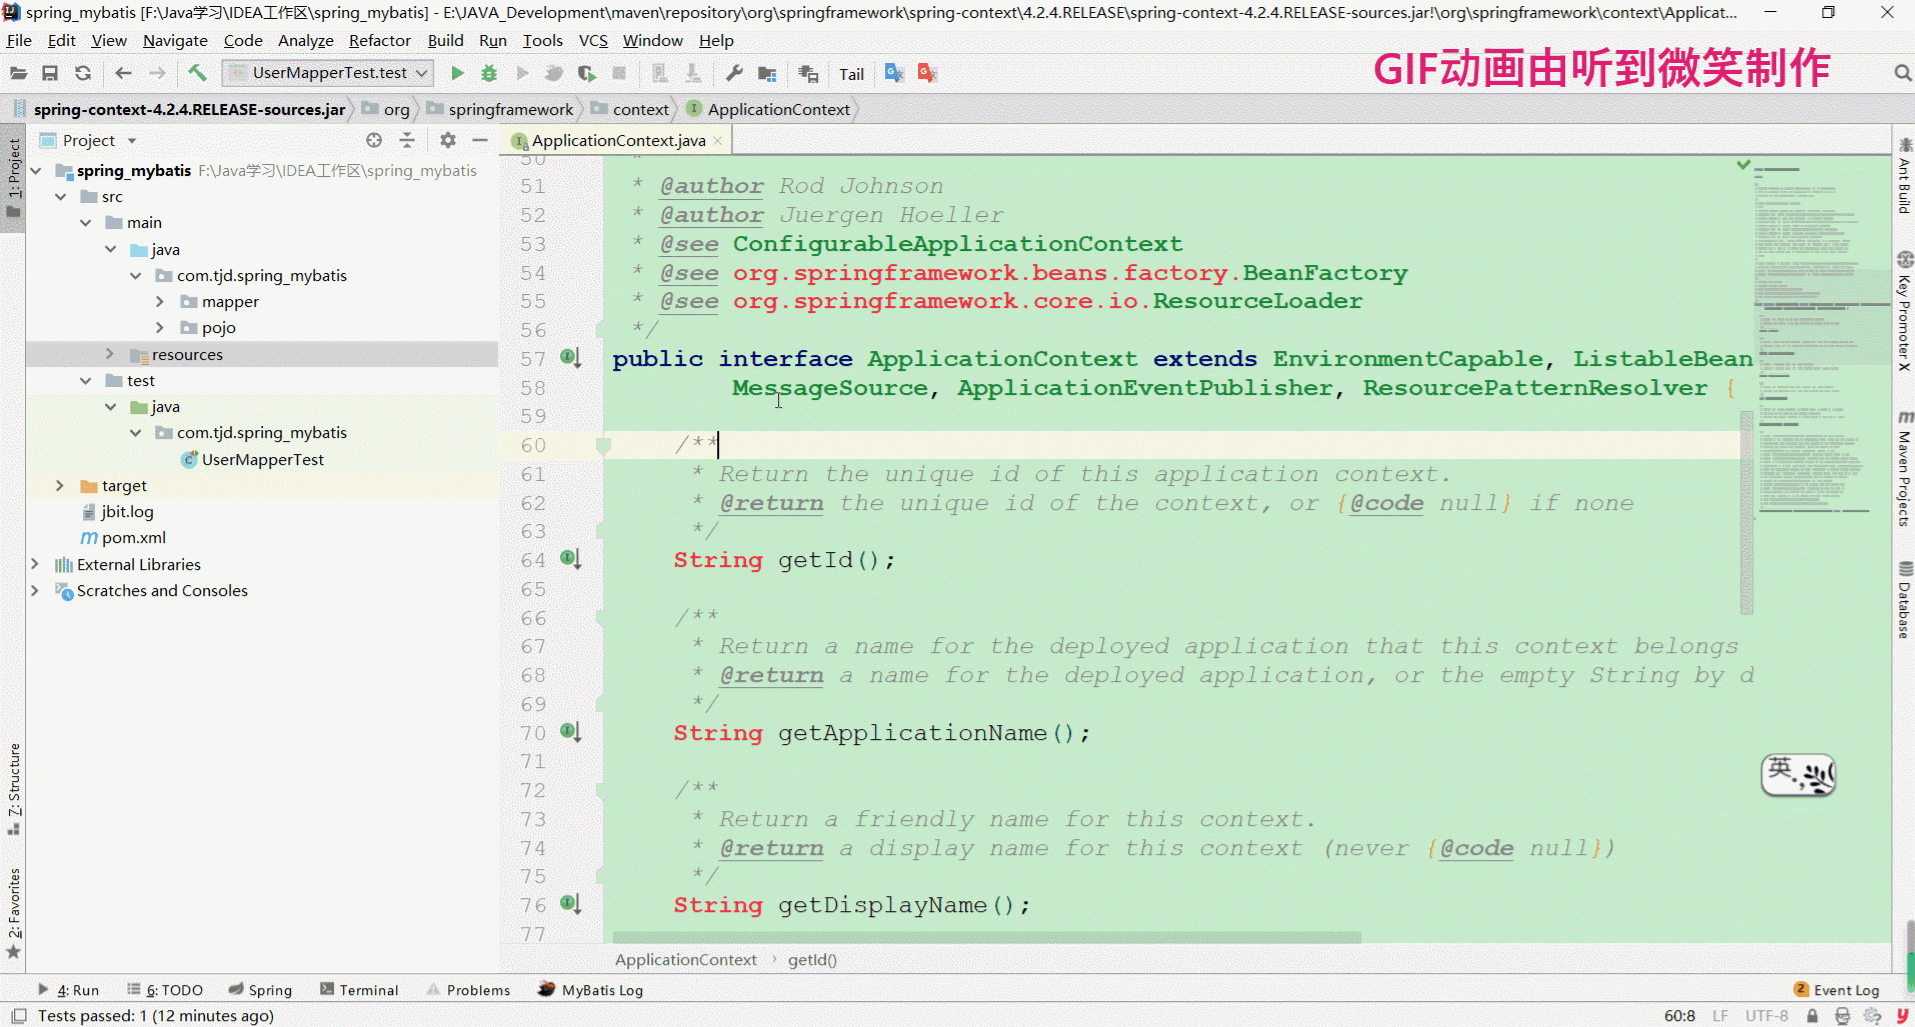 spring_mybatis [F:\Java学习\IDEA工作区\spring_mybatis] - E:\JAVA_Development\maven\repository\org\springframework\spring-context\4.2.4.RELEASE\spring-context-4.2.4.RELEASE-sources.jar!\org\springframework\context\Applicat...
File Edit View Navigate Code Analyze Refactor Build Run Tools VCS Window Help
GIF动画由听到微笑制作
UserMapperTest.test
Tail
spring-context-4.2.4.RELEASE-sources.jar org springframework context ApplicationContext
Project
ApplicationContext.java
1: Project
spring_mybatis F:\Java学习\IDEA工作区\spring_mybatis
src
main
java
com.tjd.spring_mybatis
mapper
pojo
resources
test
java
com.tjd.spring_mybatis
UserMapperTest
target
jbit.log
pom.xml
External Libraries
Scratches and Consoles
7: Structure
2: Favorites
50 *
51 * @author Rod Johnson
52 * @author Juergen Hoeller
53 * @see ConfigurableApplicationContext
54 * @see org.springframework.beans.factory.BeanFactory
55 * @see org.springframework.core.io.ResourceLoader
56 */
57 public interface ApplicationContext extends EnvironmentCapable, ListableBean
58 MessageSource, ApplicationEventPublisher, ResourcePatternResolver {
59
60 /**
61 * Return the unique id of this application context.
62 * @return the unique id of the context, or {@code null} if none
63 */
64 String getId();
65
66 /**
67 * Return a name for the deployed application that this context belongs
68 * @return a name for the deployed application, or the empty String by d
69 */
70 String getApplicationName();
71
72 /**
73 * Return a friendly name for this context.
74 * @return a display name for this context (never {@code null})
75 */
76 String getDisplayName();
77
ApplicationContext › getId()
Ant Build
Key Promoter X
Maven Projects
Database
英
4: Run 6: TODO Spring Terminal Problems MyBatis Log
2 Event Log
Tests passed: 1 (12 minutes ago)
60:8 LF UTF-8